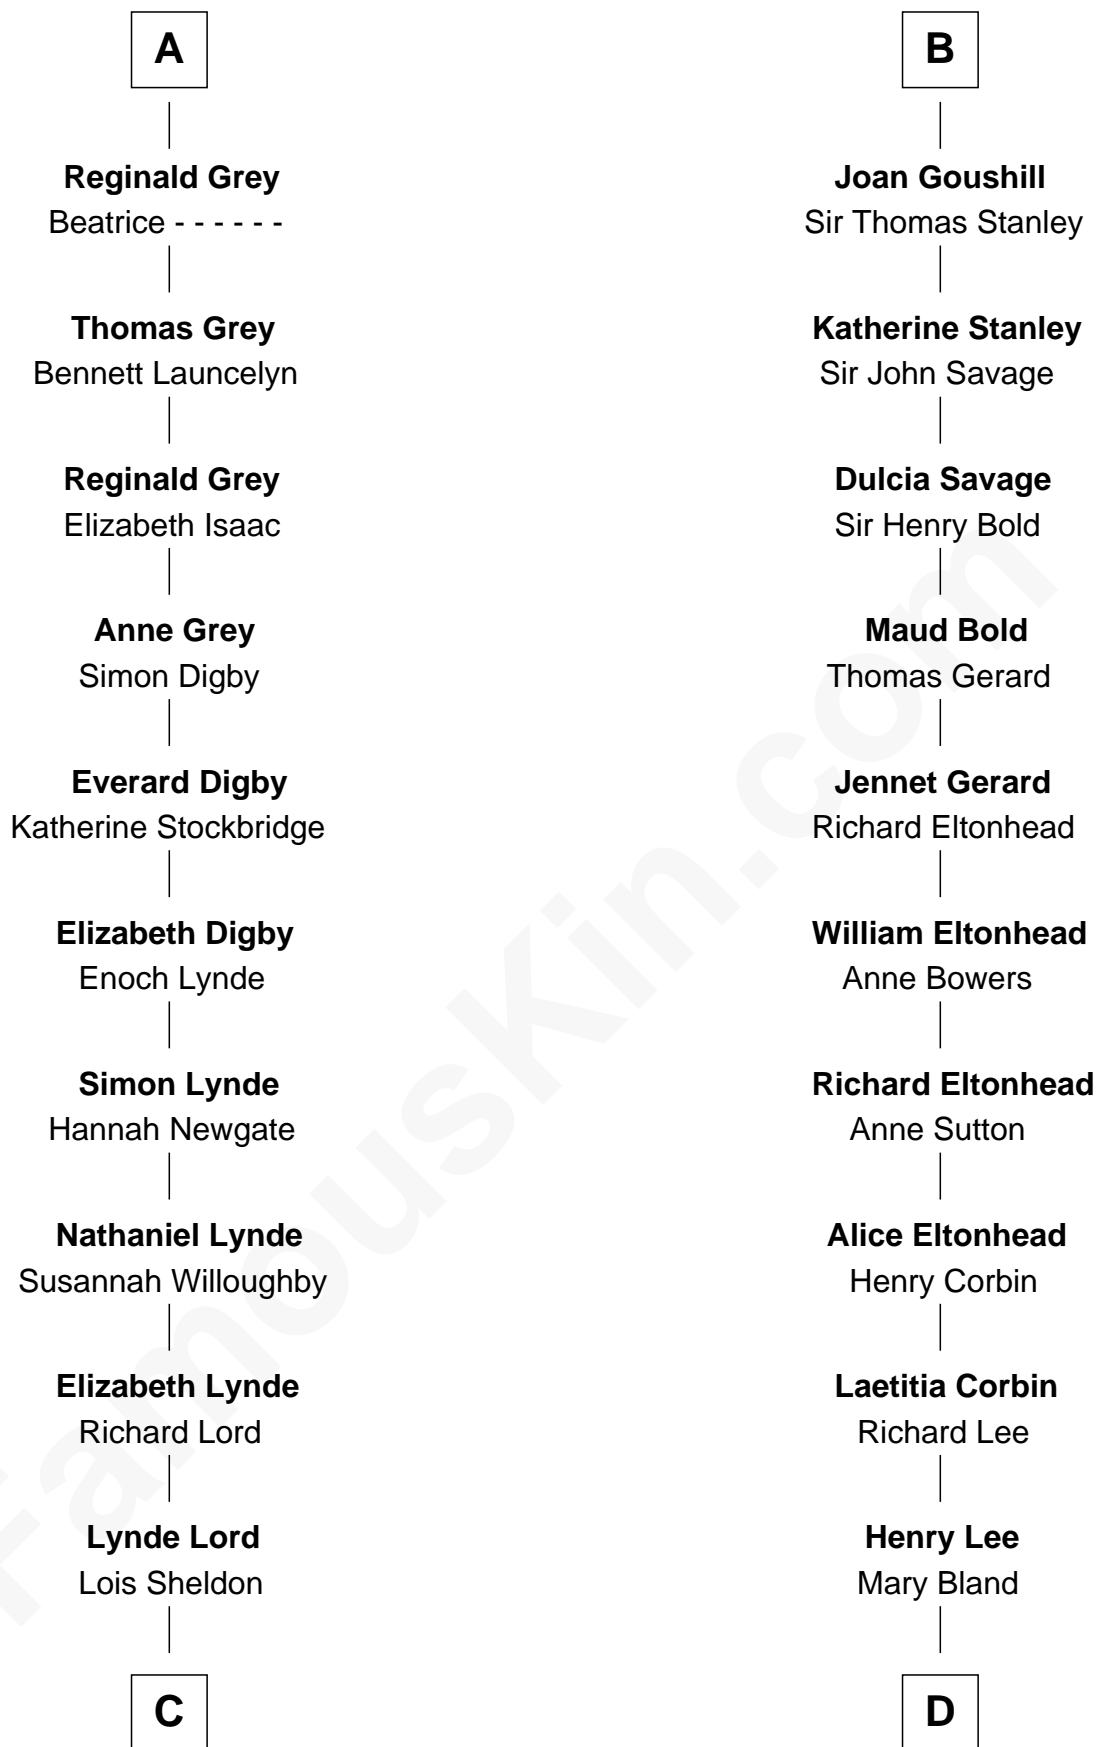 A
Reginald Grey
Beatrice - - - - - -
Thomas Grey
Bennett Launcelyn
Reginald Grey
Elizabeth Isaac
Anne Grey
Simon Digby
Everard Digby
Katherine Stockbridge
Elizabeth Digby
Enoch Lynde
Simon Lynde
Hannah Newgate
Nathaniel Lynde
Susannah Willoughby
Elizabeth Lynde
Richard Lord
Lynde Lord
Lois Sheldon
C
B
Joan Goushill
Sir Thomas Stanley
Katherine Stanley
Sir John Savage
Dulcia Savage
Sir Henry Bold
Maud Bold
Thomas Gerard
Jennet Gerard
Richard Eltonhead
William Eltonhead
Anne Bowers
Richard Eltonhead
Anne Sutton
Alice Eltonhead
Henry Corbin
Laetitia Corbin
Richard Lee
Henry Lee
Mary Bland
D
FamousKin.com